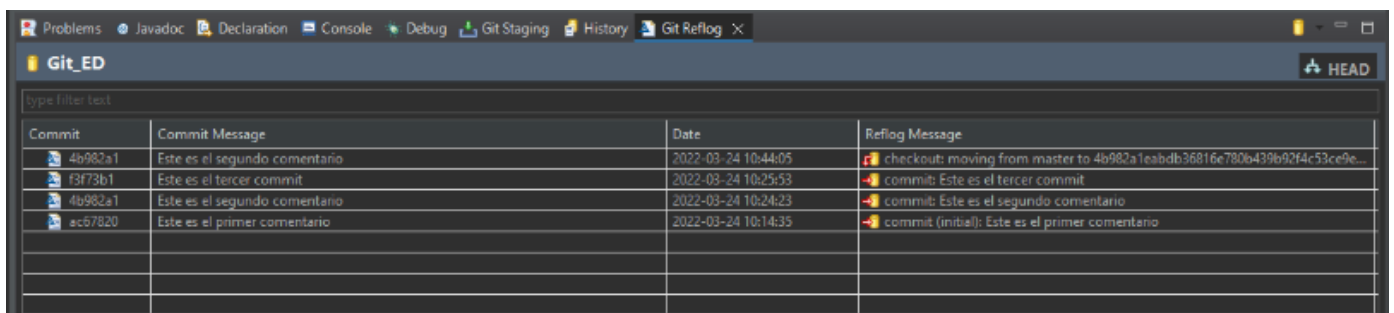 Problems Javadoc Declaration Console Debug Git Staging History Git Reflog
Git_ED HEAD
type filter text
Commit Commit Message Date Reflog Message
4b982a1 Este es el segundo comentario 2022-03-24 10:44:05 checkout: moving from master to 4b982a1eabdb36816e780b439b92f4c53ce9e...
f3f73b1 Este es el tercer commit 2022-03-24 10:25:53 commit: Este es el tercer commit
4b982a1 Este es el segundo comentario 2022-03-24 10:24:23 commit: Este es el segundo comentario
ac67820 Este es el primer comentario 2022-03-24 10:14:35 commit (initial): Este es el primer comentario